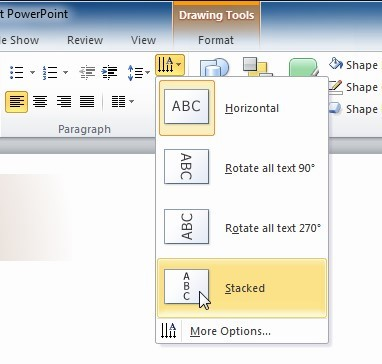 t PowerPoint
Drawing Tools
le Show
Review
View
Format
Shape
Shape
Shape
Paragraph
ABC
Horizontal
ABC
Rotate all text 90°
ABC
Rotate all text 270°
A
B
C
Stacked
More Options...